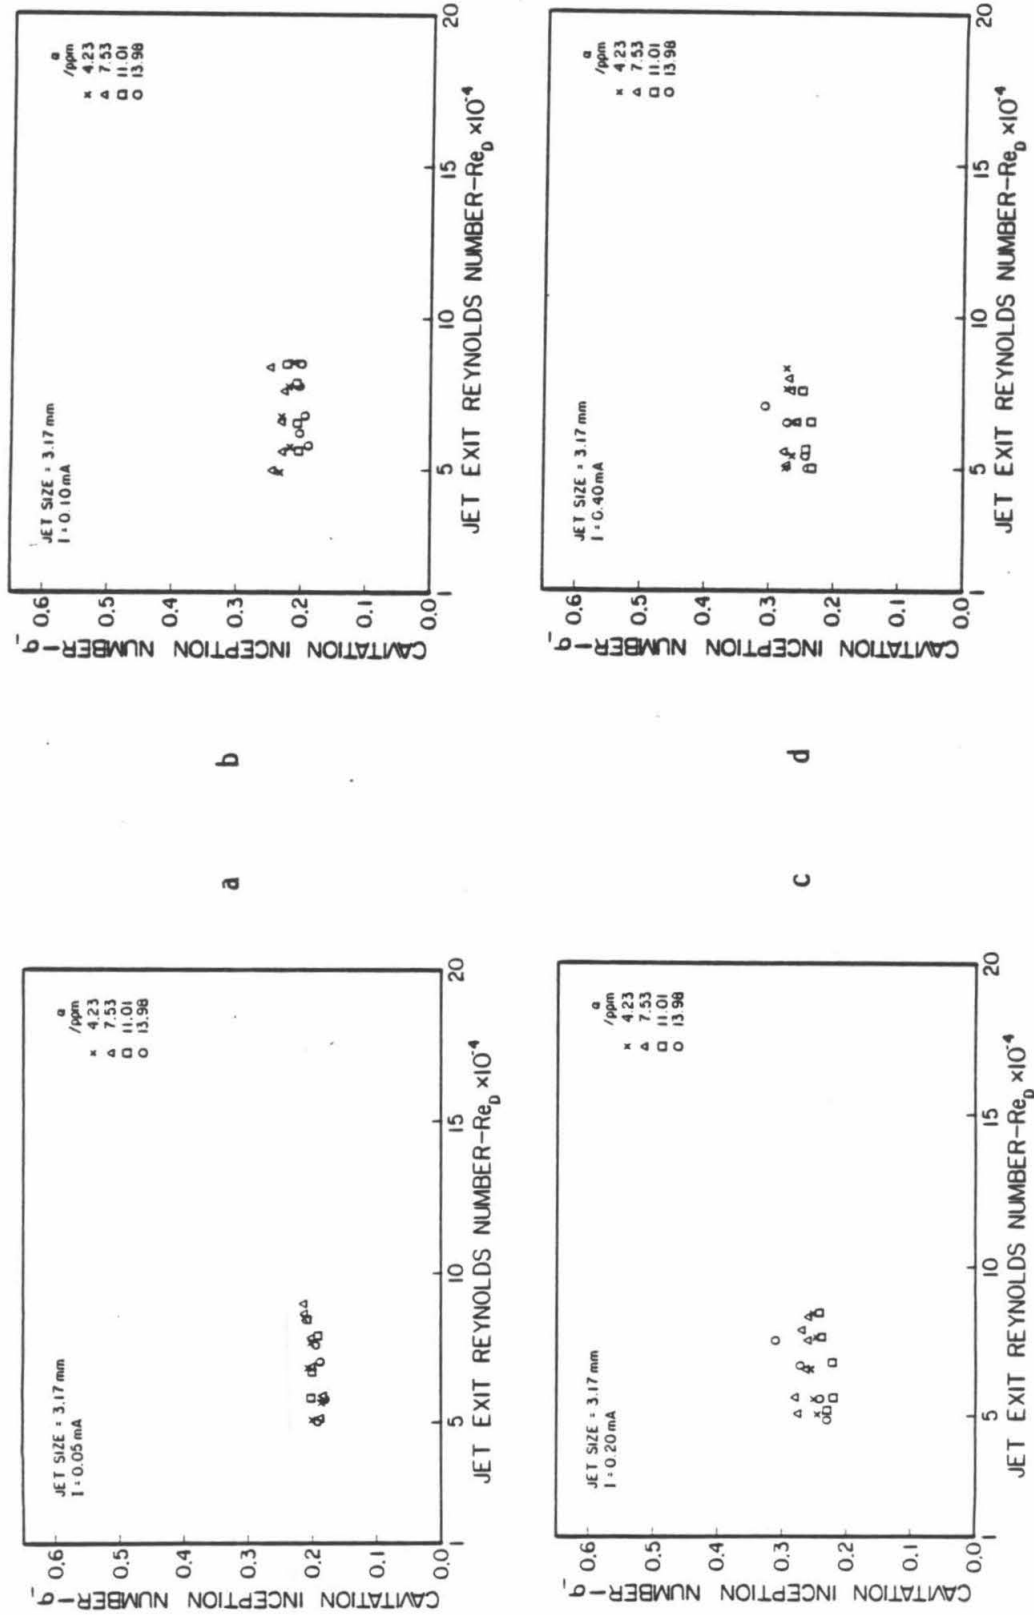 JET SIZE = 3.17 mm
I = 0.05 mA
a
/ppm
x 4.23
△ 7.53
□ 11.01
○ 13.98
CAVITATION INCEPTION NUMBER-σi
0.6
0.5
0.4
0.3
0.2
0.1
0.0
1
5
10
15
20
JET EXIT REYNOLDS NUMBER-ReD ×10-4
a
JET SIZE = 3.17 mm
I = 0.10 mA
a
/ppm
x 4.23
△ 7.53
□ 11.01
○ 13.98
CAVITATION INCEPTION NUMBER-σi
0.6
0.5
0.4
0.3
0.2
0.1
0.0
1
5
10
15
20
JET EXIT REYNOLDS NUMBER-ReD ×10-4
b
JET SIZE = 3.17 mm
I = 0.20 mA
a
/ppm
x 4.23
△ 7.53
□ 11.01
○ 13.98
CAVITATION INCEPTION NUMBER-σi
0.6
0.5
0.4
0.3
0.2
0.1
0.0
1
5
10
15
20
JET EXIT REYNOLDS NUMBER-ReD ×10-4
c
JET SIZE = 3.17 mm
I = 0.40 mA
a
/ppm
x 4.23
△ 7.53
□ 11.01
○ 13.98
CAVITATION INCEPTION NUMBER-σi
0.6
0.5
0.4
0.3
0.2
0.1
0.0
1
5
10
15
20
JET EXIT REYNOLDS NUMBER-ReD ×10-4
d